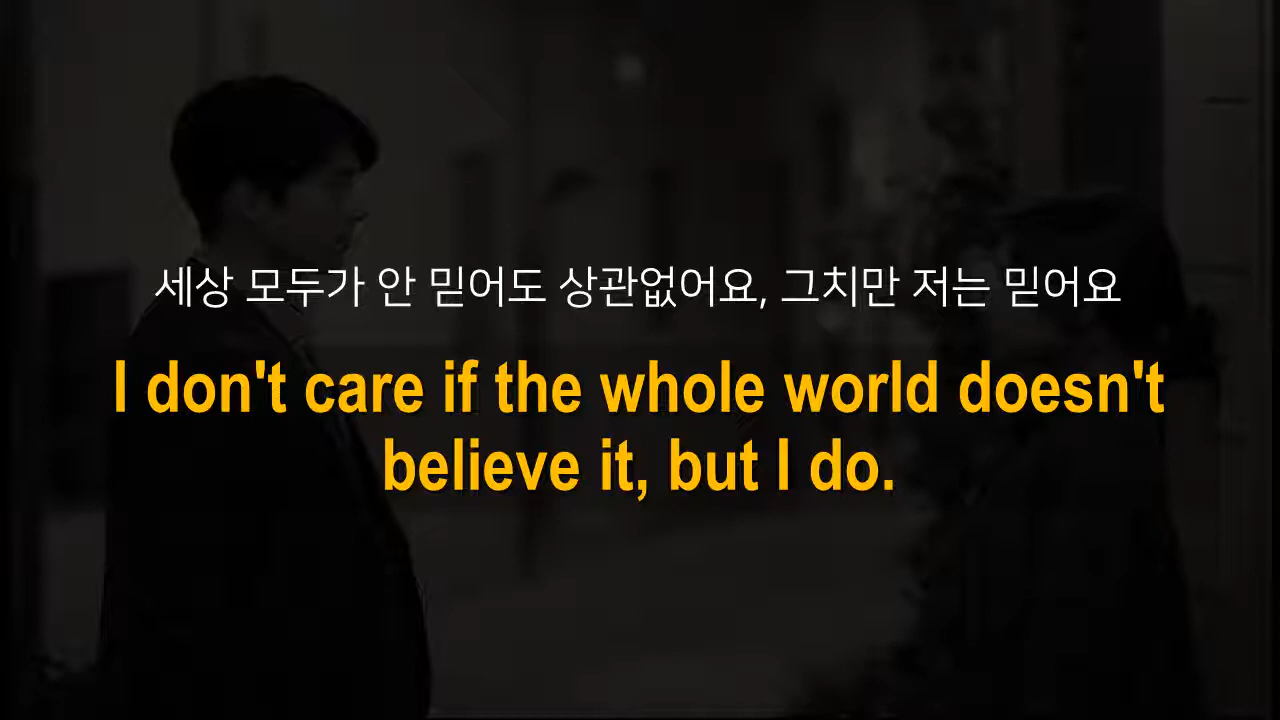 세상 모두가 안 믿어도 상관없어요, 그치만 저는 믿어요
I don't care if the whole world doesn't
believe it, but I do.